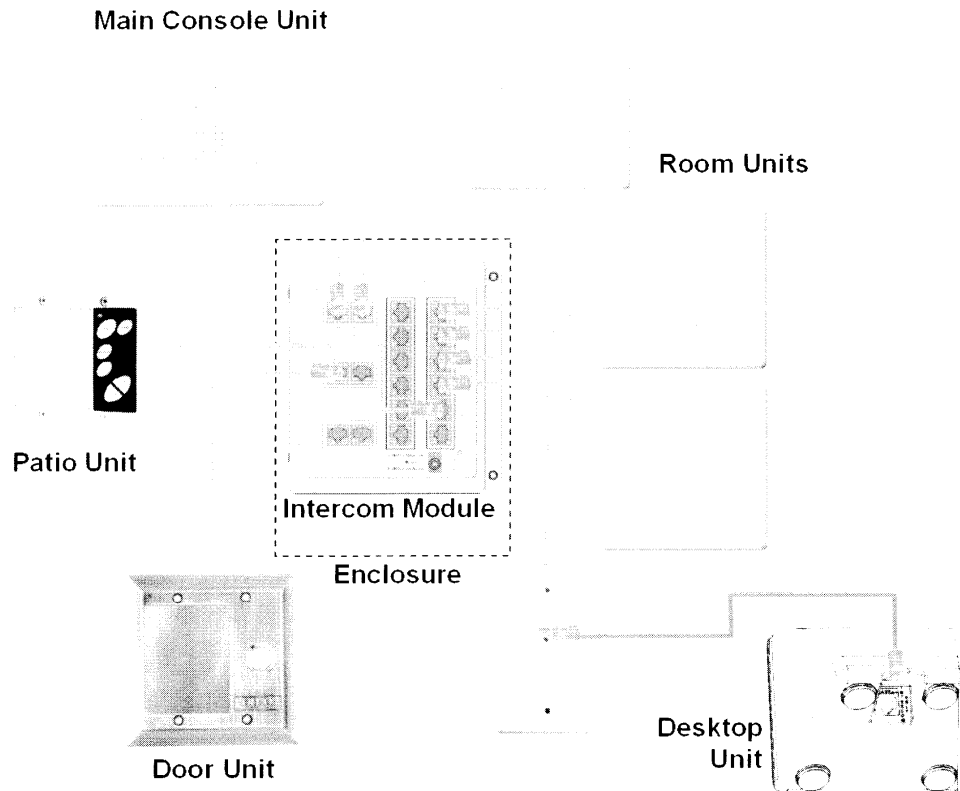 Main Console Unit
Room Units
Patio Unit
Intercom Module
Enclosure
Door Unit
Desktop
Unit